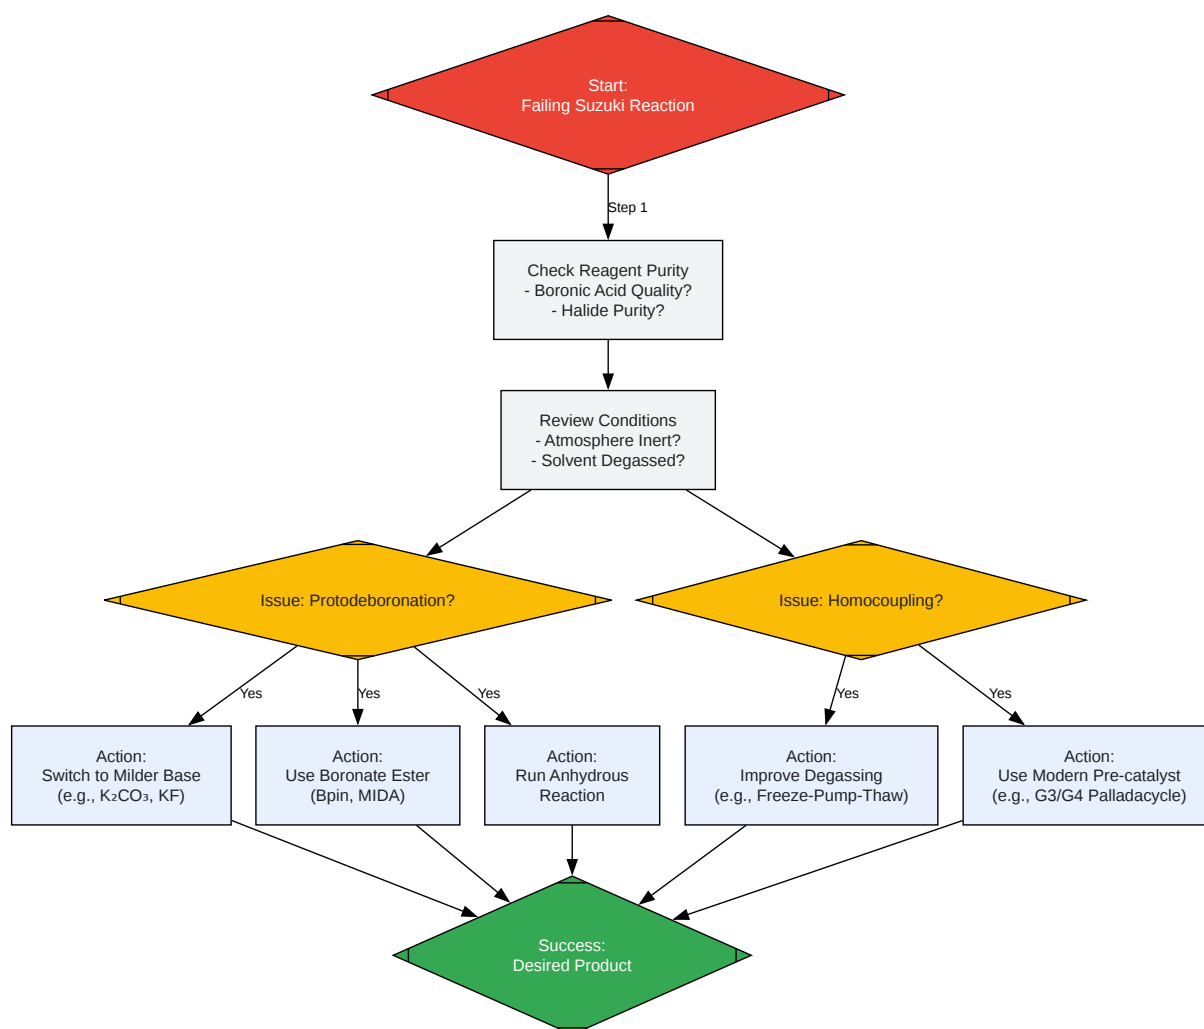 Start:
Failing Suzuki Reaction
Step 1
Check Reagent Purity
- Boronic Acid Quality?
- Halide Purity?
Review Conditions
- Atmosphere Inert?
- Solvent Degassed?
Issue: Protodeboronation?
Issue: Homocoupling?
Yes
Yes
Yes
Yes
Yes
Action:
Switch to Milder Base
(e.g., K₂CO₃, KF)
Action:
Use Boronate Ester
(Bpin, MIDA)
Action:
Run Anhydrous
Reaction
Action:
Improve Degassing
(e.g., Freeze-Pump-Thaw)
Action:
Use Modern Pre-catalyst
(e.g., G3/G4 Palladacycle)
Success:
Desired Product